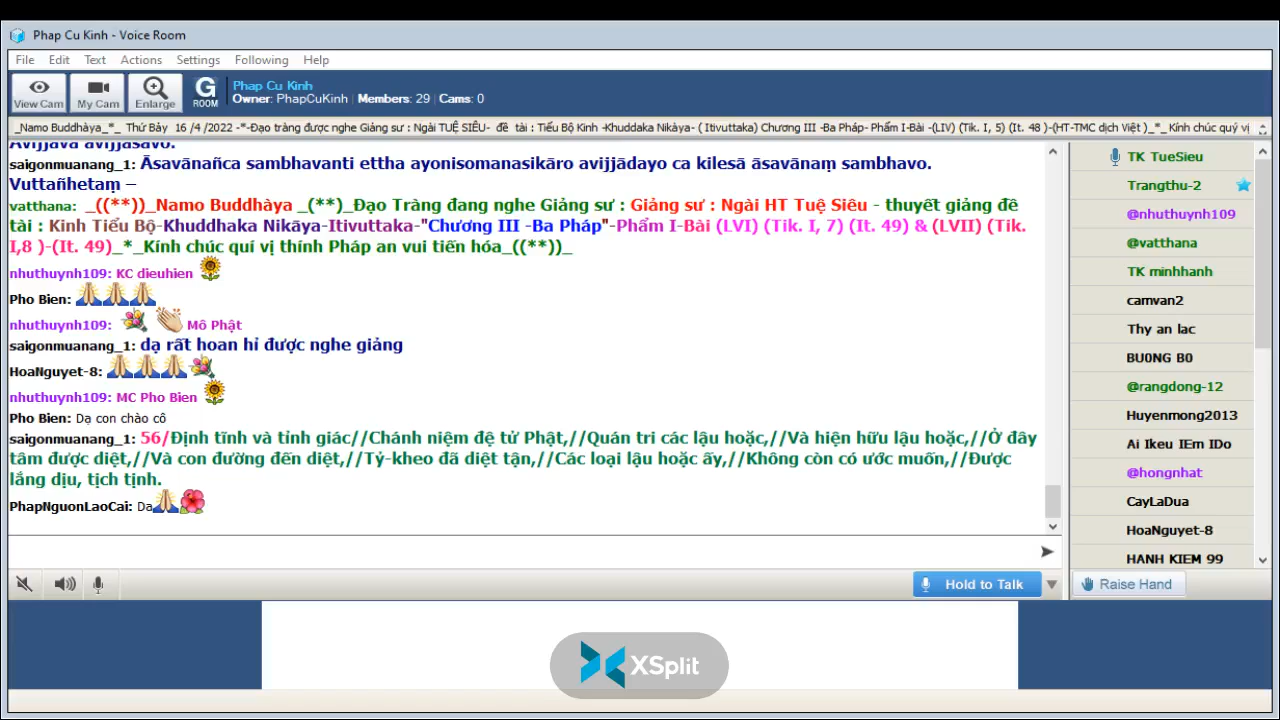 Phap Cu Kinh - Voice Room
File Edit Text Actions Settings Following Help
View Cam My Cam Enlarge G ROOM
Phap Cu Kinh
Owner: PhapCuKinh Members: 29 Cams: 0
_Namo Buddhàya_*_ Thứ Bảy 16 /4 /2022 -*-Đạo tràng được nghe Giảng sư : Ngài TUỆ SIÊU- đề tài : Tiểu Bộ Kinh -Khuddaka Nikàya- ( Itivuttaka) Chương III -Ba Pháp- Phẩm I-Bài -(LIV) (Tik. I, 5) (It. 48 )-(HT-TMC dịch Việt )_*_ Kính chúc quí vị
Avijjāva avijjāsavo.
saigonmuanang_1: Āsavānañca sambhavanti ettha ayonisomanasikāro avijjādayo ca kilesā āsavānaṃ sambhavo.
Vuttañhetaṃ –
vatthana: _((**))_Namo Buddhàya _(**)_Đạo Tràng đang nghe Giảng sư : Giảng sư : Ngài HT Tuệ Siêu - thuyết giảng đề
tài : Kinh Tiểu Bộ-Khuddaka Nikāya-Itivuttaka-"Chương III -Ba Pháp"-Phẩm I-Bài (LVI) (Tik. I, 7) (It. 49) & (LVII) (Tik.
I,8 )-(It. 49)_*_Kính chúc quí vị thính Pháp an vui tiến hóa_((**))_
nhuthuynh109: KC dieuhien
Pho Bien:
nhuthuynh109: Mô Phật
saigonmuanang_1: dạ rất hoan hỉ được nghe giảng
HoaNguyet-8:
nhuthuynh109: MC Pho Bien
Pho Bien: Dạ con chào cô
saigonmuanang_1: 56/Định tĩnh và tỉnh giác//Chánh niệm đệ tử Phật,//Quán tri các lậu hoặc,//Và hiện hữu lậu hoặc,//Ở đây
tâm được diệt,//Và con đường đến diệt,//Tỷ-kheo đã diệt tận,//Các loại lậu hoặc ấy,//Không còn có ước muốn,//Được
lắng dịu, tịch tịnh.
PhapNguonLaoCai: Da
TK TueSieu
Trangthu-2
@nhuthuynh109
@vatthana
TK minhhanh
camvan2
Thy an lac
BU0NG B0
@rangdong-12
Huyenmong2013
Ai lkeu IEm IDo
@hongnhat
CayLaDua
HoaNguyet-8
HANH KIEM 99
Hold to Talk
Raise Hand
XSplit